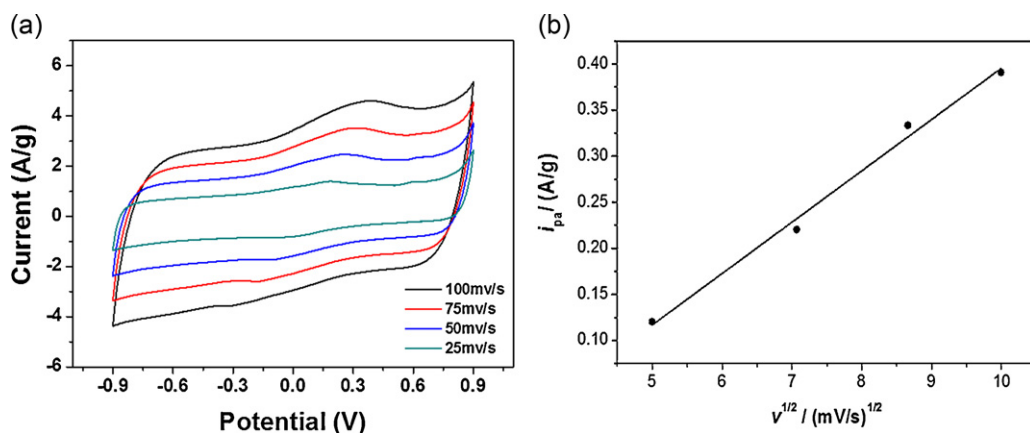 (a)
Current (A/g)
6
4
2
0
-2
-4
-6
-0.9 -0.6 -0.3 0.0 0.3 0.6 0.9
Potential (V)
100mv/s
75mv/s
50mv/s
25mv/s
(b)
i_pa / (A/g)
0.40
0.35
0.30
0.25
0.20
0.15
0.10
5 6 7 8 9 10
v^1/2 / (mV/s)^1/2